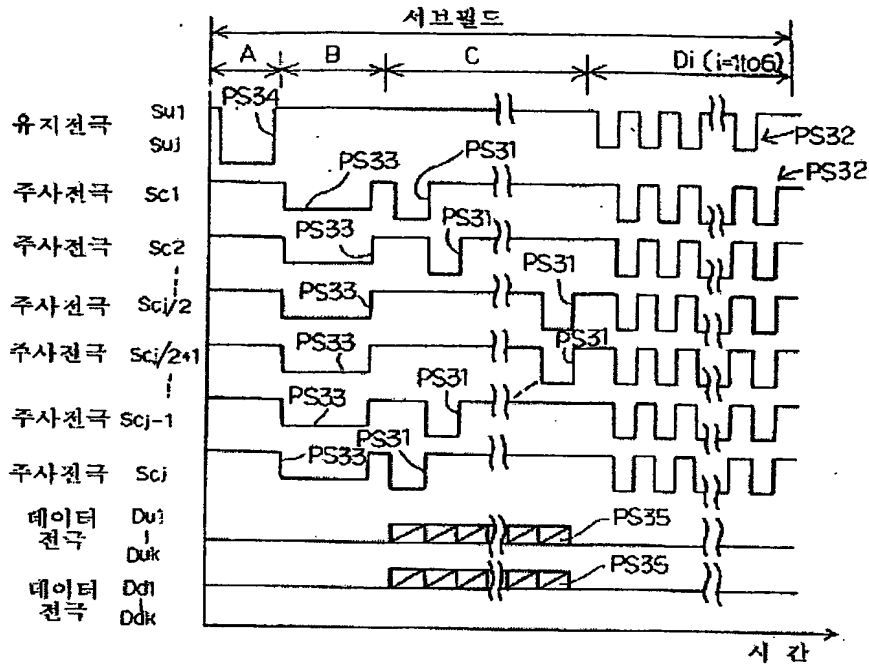 서브필드
A B C Di (i=1to6)
PS34
유지전극 Su1
Suj
PS32
PS33 PS31 PS32
주사전극 Sc1
주사전극 Sc2 PS33 PS31
주사전극 Scj/2 PS33 PS31
주사전극 Scj/2+1 PS33 PS31
주사전극 Scj-1 PS33 PS31
주사전극 Scj PS33 PS31
데이터 전극 Du1
Duk
PS35
데이터 전극 Dd1
Ddk
PS35
시 간